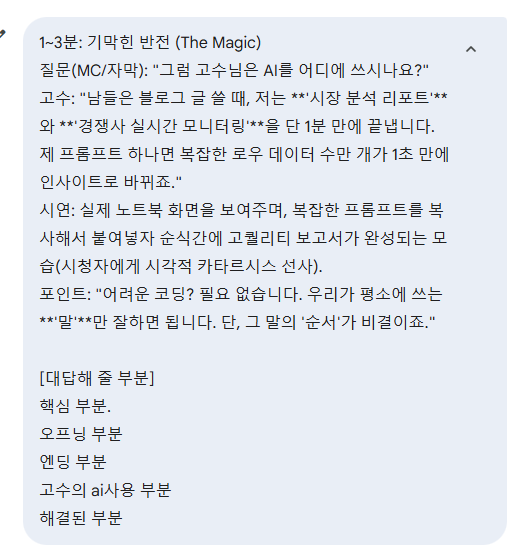 1~3분: 기막힌 반전 (The Magic)
질문(MC/자막): "그럼 고수님은 AI를 어디에 쓰시나요?"
고수: "남들은 블로그 글 쓸 때, 저는 **'시장 분석 리포트'**
와 **'경쟁사 실시간 모니터링'**을 단 1분 만에 끝냅니다.
제 프롬프트 하나면 복잡한 로우 데이터 수만 개가 1초 만에
인사이트로 바뀌죠."
시연: 실제 노트북 화면을 보여주며, 복잡한 프롬프트를 복
사해서 붙여넣자 순식간에 고퀄리티 보고서가 완성되는 모
습(시청자에게 시각적 카타르시스 선사).
포인트: "어려운 코딩? 필요 없습니다. 우리가 평소에 쓰는
**'말'**만 잘하면 됩니다. 단, 그 말의 '순서'가 비결이죠."
[대답해 줄 부분]
핵심 부분.
오프닝 부분
엔딩 부분
고수의 ai사용 부분
해결된 부분